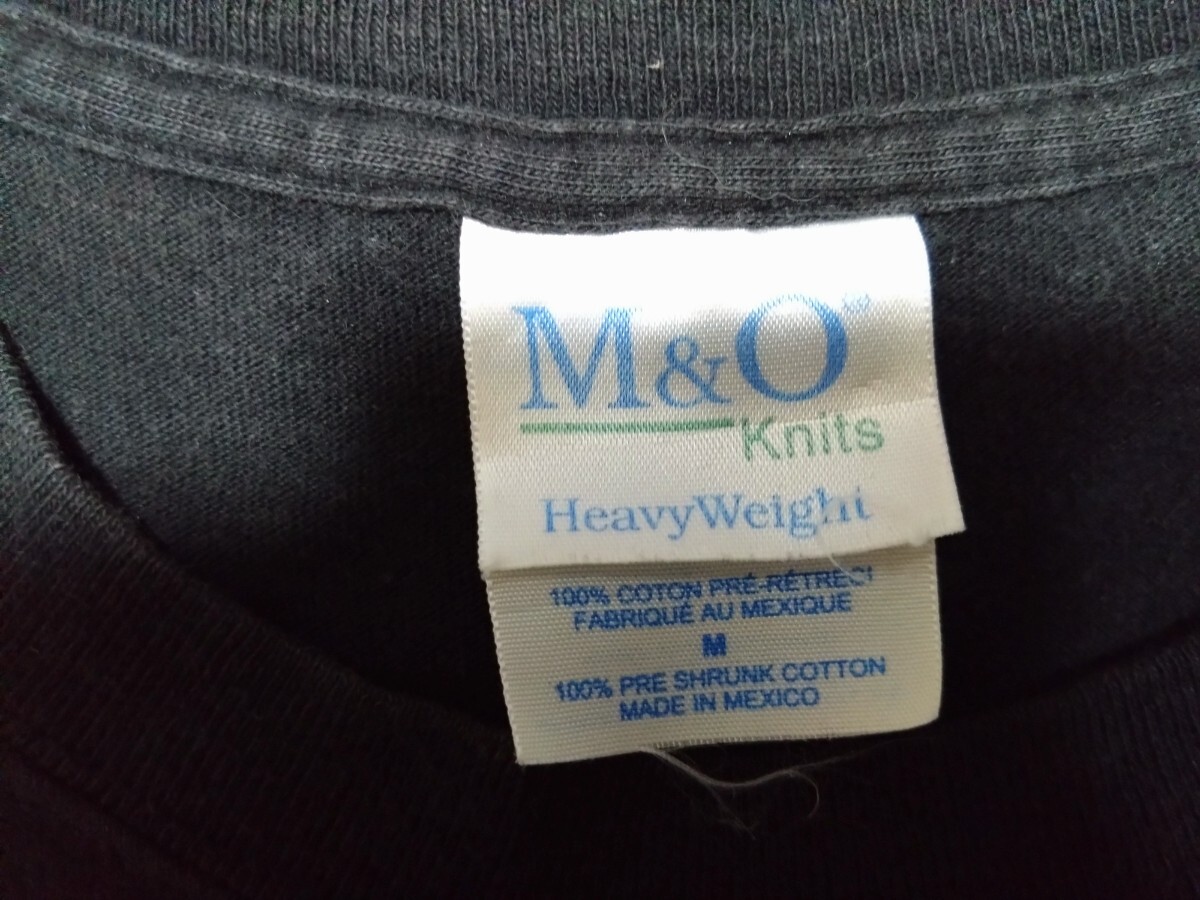 M&O®
Knits
HeavyWeight
100% COTON PRÉ-RÉTRECI
FABRIQUÉ AU MEXIQUE
M
100% PRE SHRUNK COTTON
MADE IN MEXICO